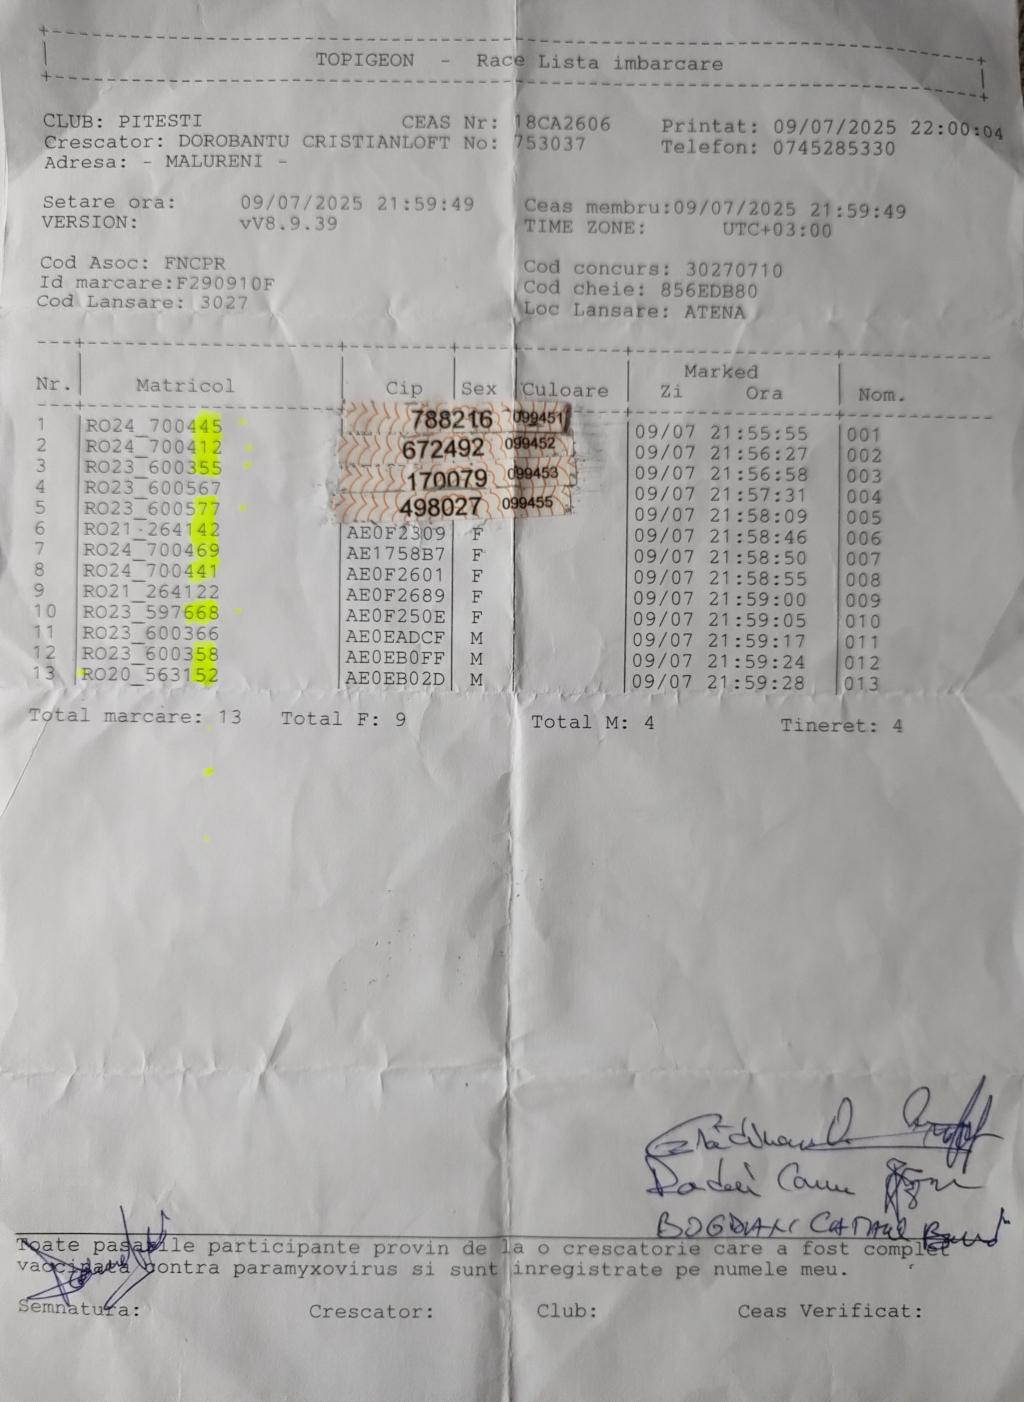 TOPIGEON - Race Lista imbarcare
CLUB: PITESTI CEAS Nr: 18CA2606 Printat: 09/07/2025 22:00:04
Crescator: DOROBANTU CRISTIANLOFT No: 753037 Telefon: 0745285330
Adresa: - MALURENI -
Setare ora: 09/07/2025 21:59:49 Ceas membru:09/07/2025 21:59:49
VERSION: vV8.9.39 TIME ZONE: UTC+03:00
Cod Asoc: FNCPR Cod concurs: 30270710
Id marcare:F290910F Cod cheie: 856EDB80
Cod Lansare: 3027 Loc Lansare: ATENA
Marked
Nr. Matricol Cip Sex Culoare Zi Ora Nom.
1 RO24_700445 788216 099451 09/07 21:55:55 001
2 RO24_700412 672492 099452 09/07 21:56:27 002
3 RO23_600355 170079 099453 09/07 21:56:58 003
4 RO23_600567 498027 099455 09/07 21:57:31 004
5 RO23_600577 09/07 21:58:09 005
6 RO21_264142 AE0F2309 F 09/07 21:58:46 006
7 RO24_700469 AE1758B7 F 09/07 21:58:50 007
8 RO24_700441 AE0F2601 F 09/07 21:58:55 008
9 RO21_264122 AE0F2689 F 09/07 21:59:00 009
10 RO23_597668 AE0F250E F 09/07 21:59:05 010
11 RO23_600366 AE0EADCF M 09/07 21:59:17 011
12 RO23_600358 AE0EB0FF M 09/07 21:59:24 012
13 RO20_563152 AE0EB02D M 09/07 21:59:28 013
Total marcare: 13 Total F: 9 Total M: 4 Tineret: 4
BOGDAN
Toate pasarile participante provin de la o crescatorie care a fost complet
vaccinata contra paramyxovirus si sunt inregistrate pe numele meu.
Semnatura: Crescator: Club: Ceas Verificat: